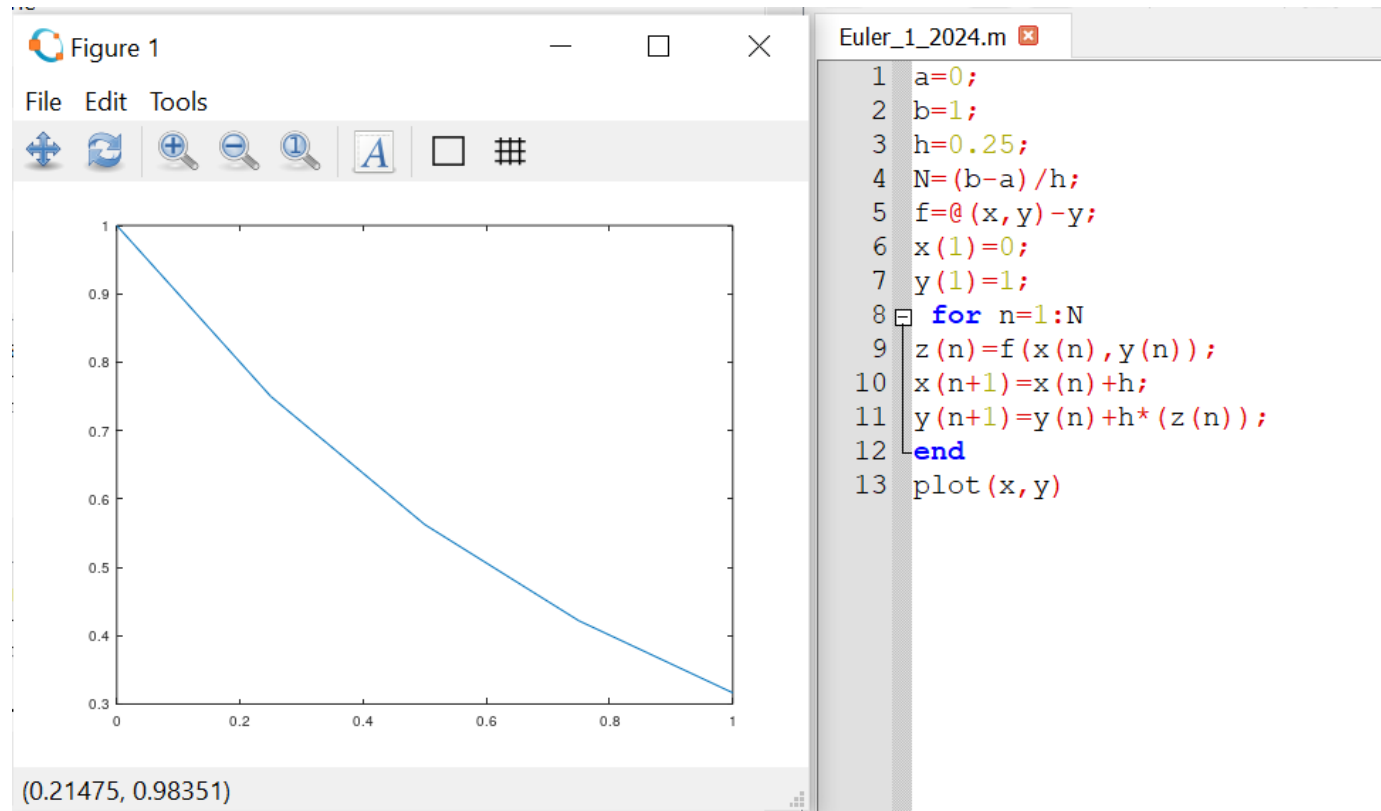 Figure 1
File Edit Tools
A
1
0.9
0.8
0.7
0.6
0.5
0.4
0.3
0 0.2 0.4 0.6 0.8 1
(0.21475, 0.98351)
Euler_1_2024.m
1 a=0;
2 b=1;
3 h=0.25;
4 N=(b-a)/h;
5 f=@(x,y)-y;
6 x(1)=0;
7 y(1)=1;
8 for n=1:N
9 z(n)=f(x(n),y(n));
10 x(n+1)=x(n)+h;
11 y(n+1)=y(n)+h*(z(n));
12 end
13 plot(x,y)